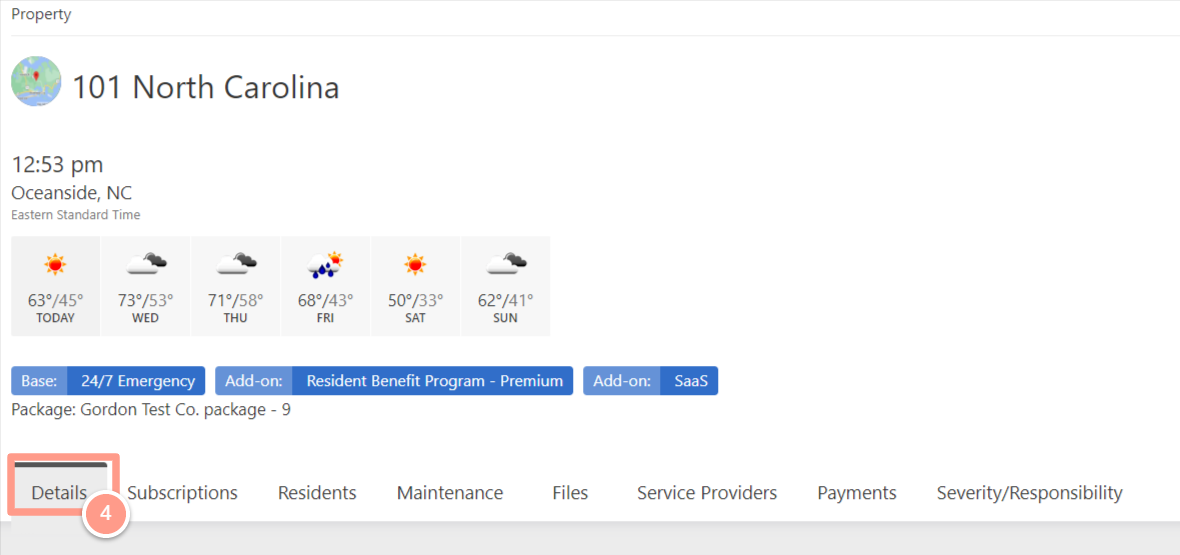 Property
101 North Carolina
12:53 pm
Oceanside, NC
Eastern Standard Time
63°/45° 73°/53° 71°/58° 68°/43° 50°/33° 62°/41°
TODAY WED THU FRI SAT SUN
Base: 24/7 Emergency Add-on: Resident Benefit Program - Premium Add-on: SaaS
Package: Gordon Test Co. package - 9
Details Subscriptions Residents Maintenance Files Service Providers Payments Severity/Responsibility
4